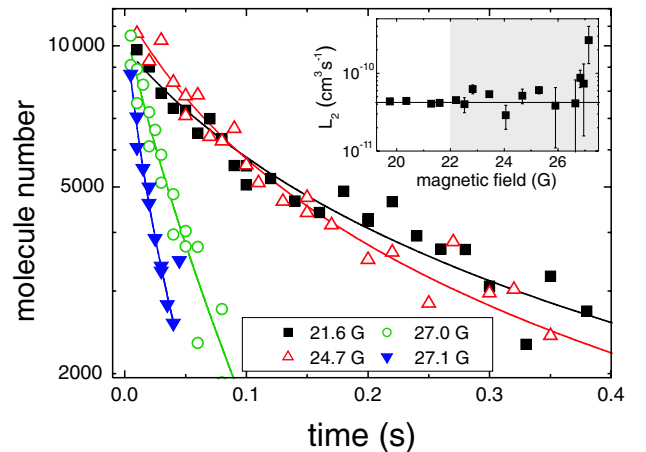 10000
5000
2000
molecule number
0.0 0.1 0.2 0.3 0.4
time (s)
21.6 G 27.0 G
24.7 G 27.1 G
10⁻¹⁰
10⁻¹¹
L₂ (cm³ s⁻¹)
20 22 24 26
magnetic field (G)